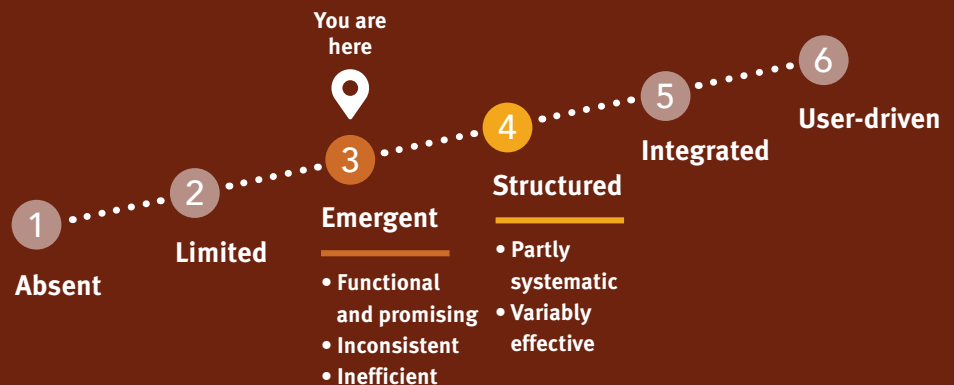 You are
here
1
Absent
2
Limited
3
Emergent
• Functional
and promising
• Inconsistent
• Inefficient
4
Structured
• Partly
systematic
• Variably
effective
5
Integrated
6
User-driven